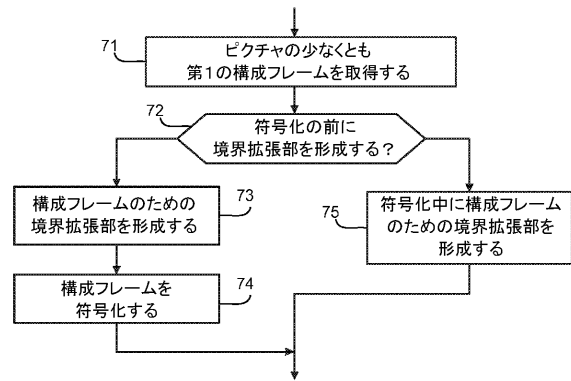 71
ピクチャの少なくとも
第１の構成フレームを取得する
72
符号化の前に
境界拡張部を形成する？
構成フレームのための
境界拡張部を形成する
73
75
符号化中に構成フレーム
のための境界拡張部を
形成する
構成フレームを
符号化する
74